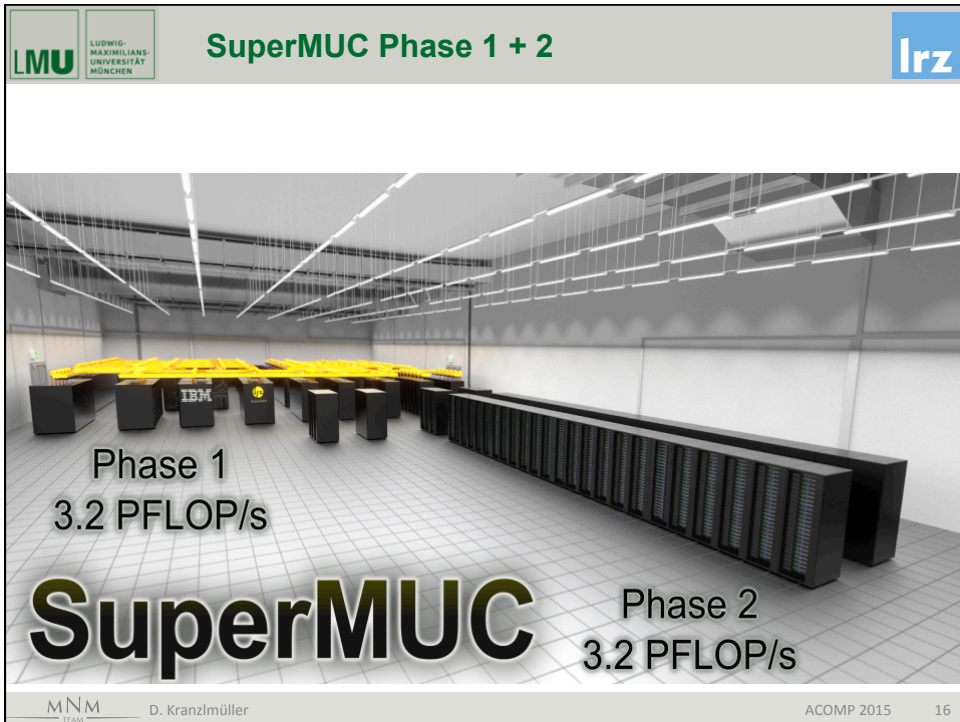 LMU
LUDWIG-
MAXIMILIANS-
UNIVERSITÄT
MÜNCHEN
SuperMUC Phase 1 + 2
lrz
IBM
lrz
Phase 1
3.2 PFLOP/s
SuperMUC
Phase 2
3.2 PFLOP/s
MNM
TEAM
D. Kranzlmüller
ACOMP 2015
16